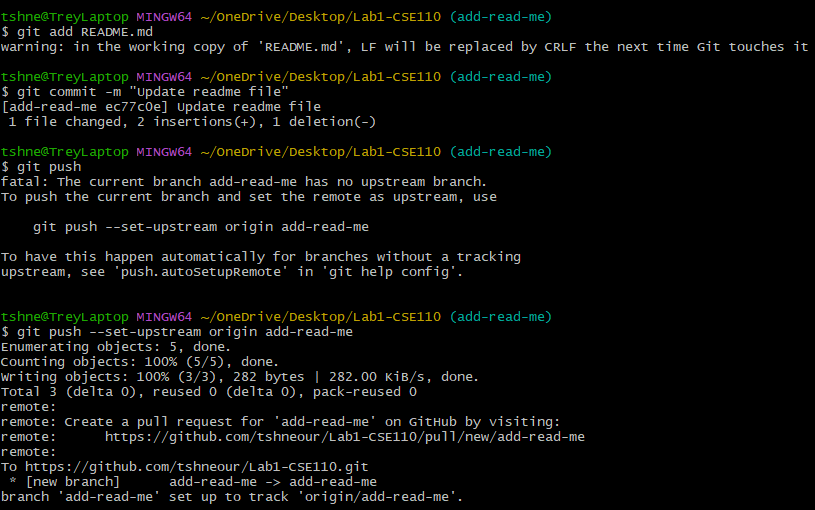 tshne@TreyLaptop MINGW64 ~/OneDrive/Desktop/Lab1-CSE110 (add-read-me)
$ git add README.md
warning: in the working copy of 'README.md', LF will be replaced by CRLF the next time Git touches it

tshne@TreyLaptop MINGW64 ~/OneDrive/Desktop/Lab1-CSE110 (add-read-me)
$ git commit -m "Update readme file"
[add-read-me ec77c0e] Update readme file
 1 file changed, 2 insertions(+), 1 deletion(-)

tshne@TreyLaptop MINGW64 ~/OneDrive/Desktop/Lab1-CSE110 (add-read-me)
$ git push
fatal: The current branch add-read-me has no upstream branch.
To push the current branch and set the remote as upstream, use

    git push --set-upstream origin add-read-me

To have this happen automatically for branches without a tracking
upstream, see 'push.autoSetupRemote' in 'git help config'.

tshne@TreyLaptop MINGW64 ~/OneDrive/Desktop/Lab1-CSE110 (add-read-me)
$ git push --set-upstream origin add-read-me
Enumerating objects: 5, done.
Counting objects: 100% (5/5), done.
Writing objects: 100% (3/3), 282 bytes | 282.00 KiB/s, done.
Total 3 (delta 0), reused 0 (delta 0), pack-reused 0
remote:
remote: Create a pull request for 'add-read-me' on GitHub by visiting:
remote:      https://github.com/tshneour/Lab1-CSE110/pull/new/add-read-me
remote:
To https://github.com/tshneour/Lab1-CSE110.git
 * [new branch]      add-read-me -> add-read-me
branch 'add-read-me' set up to track 'origin/add-read-me'.